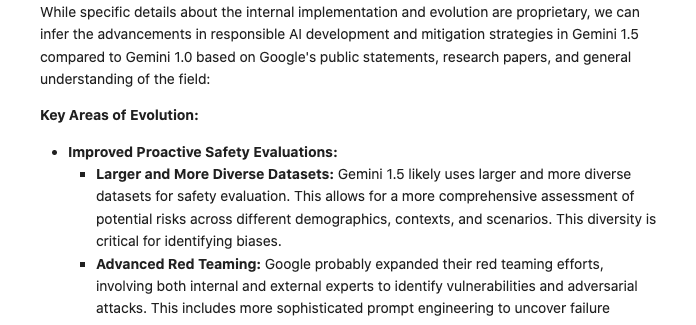 While specific details about the internal implementation and evolution are proprietary, we can
infer the advancements in responsible AI development and mitigation strategies in Gemini 1.5
compared to Gemini 1.0 based on Google's public statements, research papers, and general
understanding of the field:
Key Areas of Evolution:
• Improved Proactive Safety Evaluations:
▪ Larger and More Diverse Datasets: Gemini 1.5 likely uses larger and more diverse
datasets for safety evaluation. This allows for a more comprehensive assessment of
potential risks across different demographics, contexts, and scenarios. This diversity is
critical for identifying biases.
▪ Advanced Red Teaming: Google probably expanded their red teaming efforts,
involving both internal and external experts to identify vulnerabilities and adversarial
attacks. This includes more sophisticated prompt engineering to uncover failure